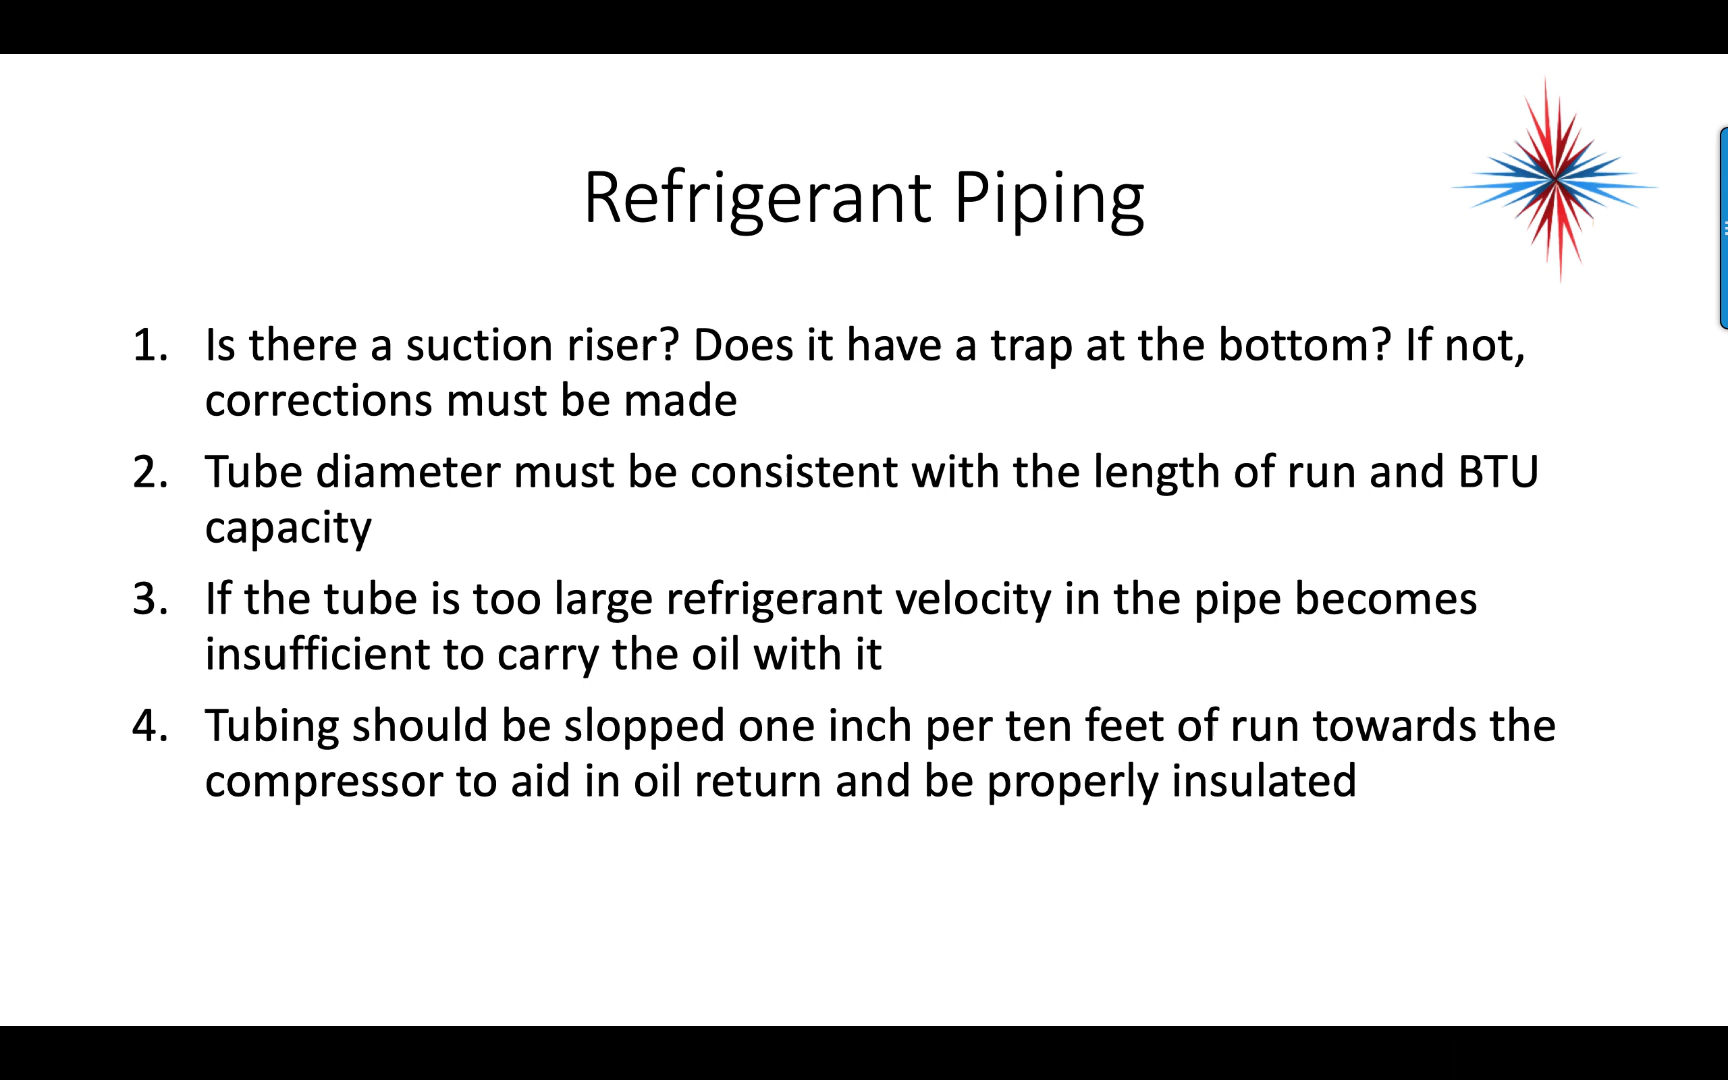 Refrigerant Piping
1. Is there a suction riser? Does it have a trap at the bottom? If not,
corrections must be made
2. Tube diameter must be consistent with the length of run and BTU
capacity
3. If the tube is too large refrigerant velocity in the pipe becomes
insufficient to carry the oil with it
4. Tubing should be slopped one inch per ten feet of run towards the
compressor to aid in oil return and be properly insulated